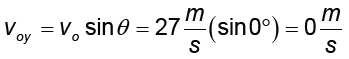 v_oy = v_o sinθ = 27 m/s (sin0°) = 0 m/s